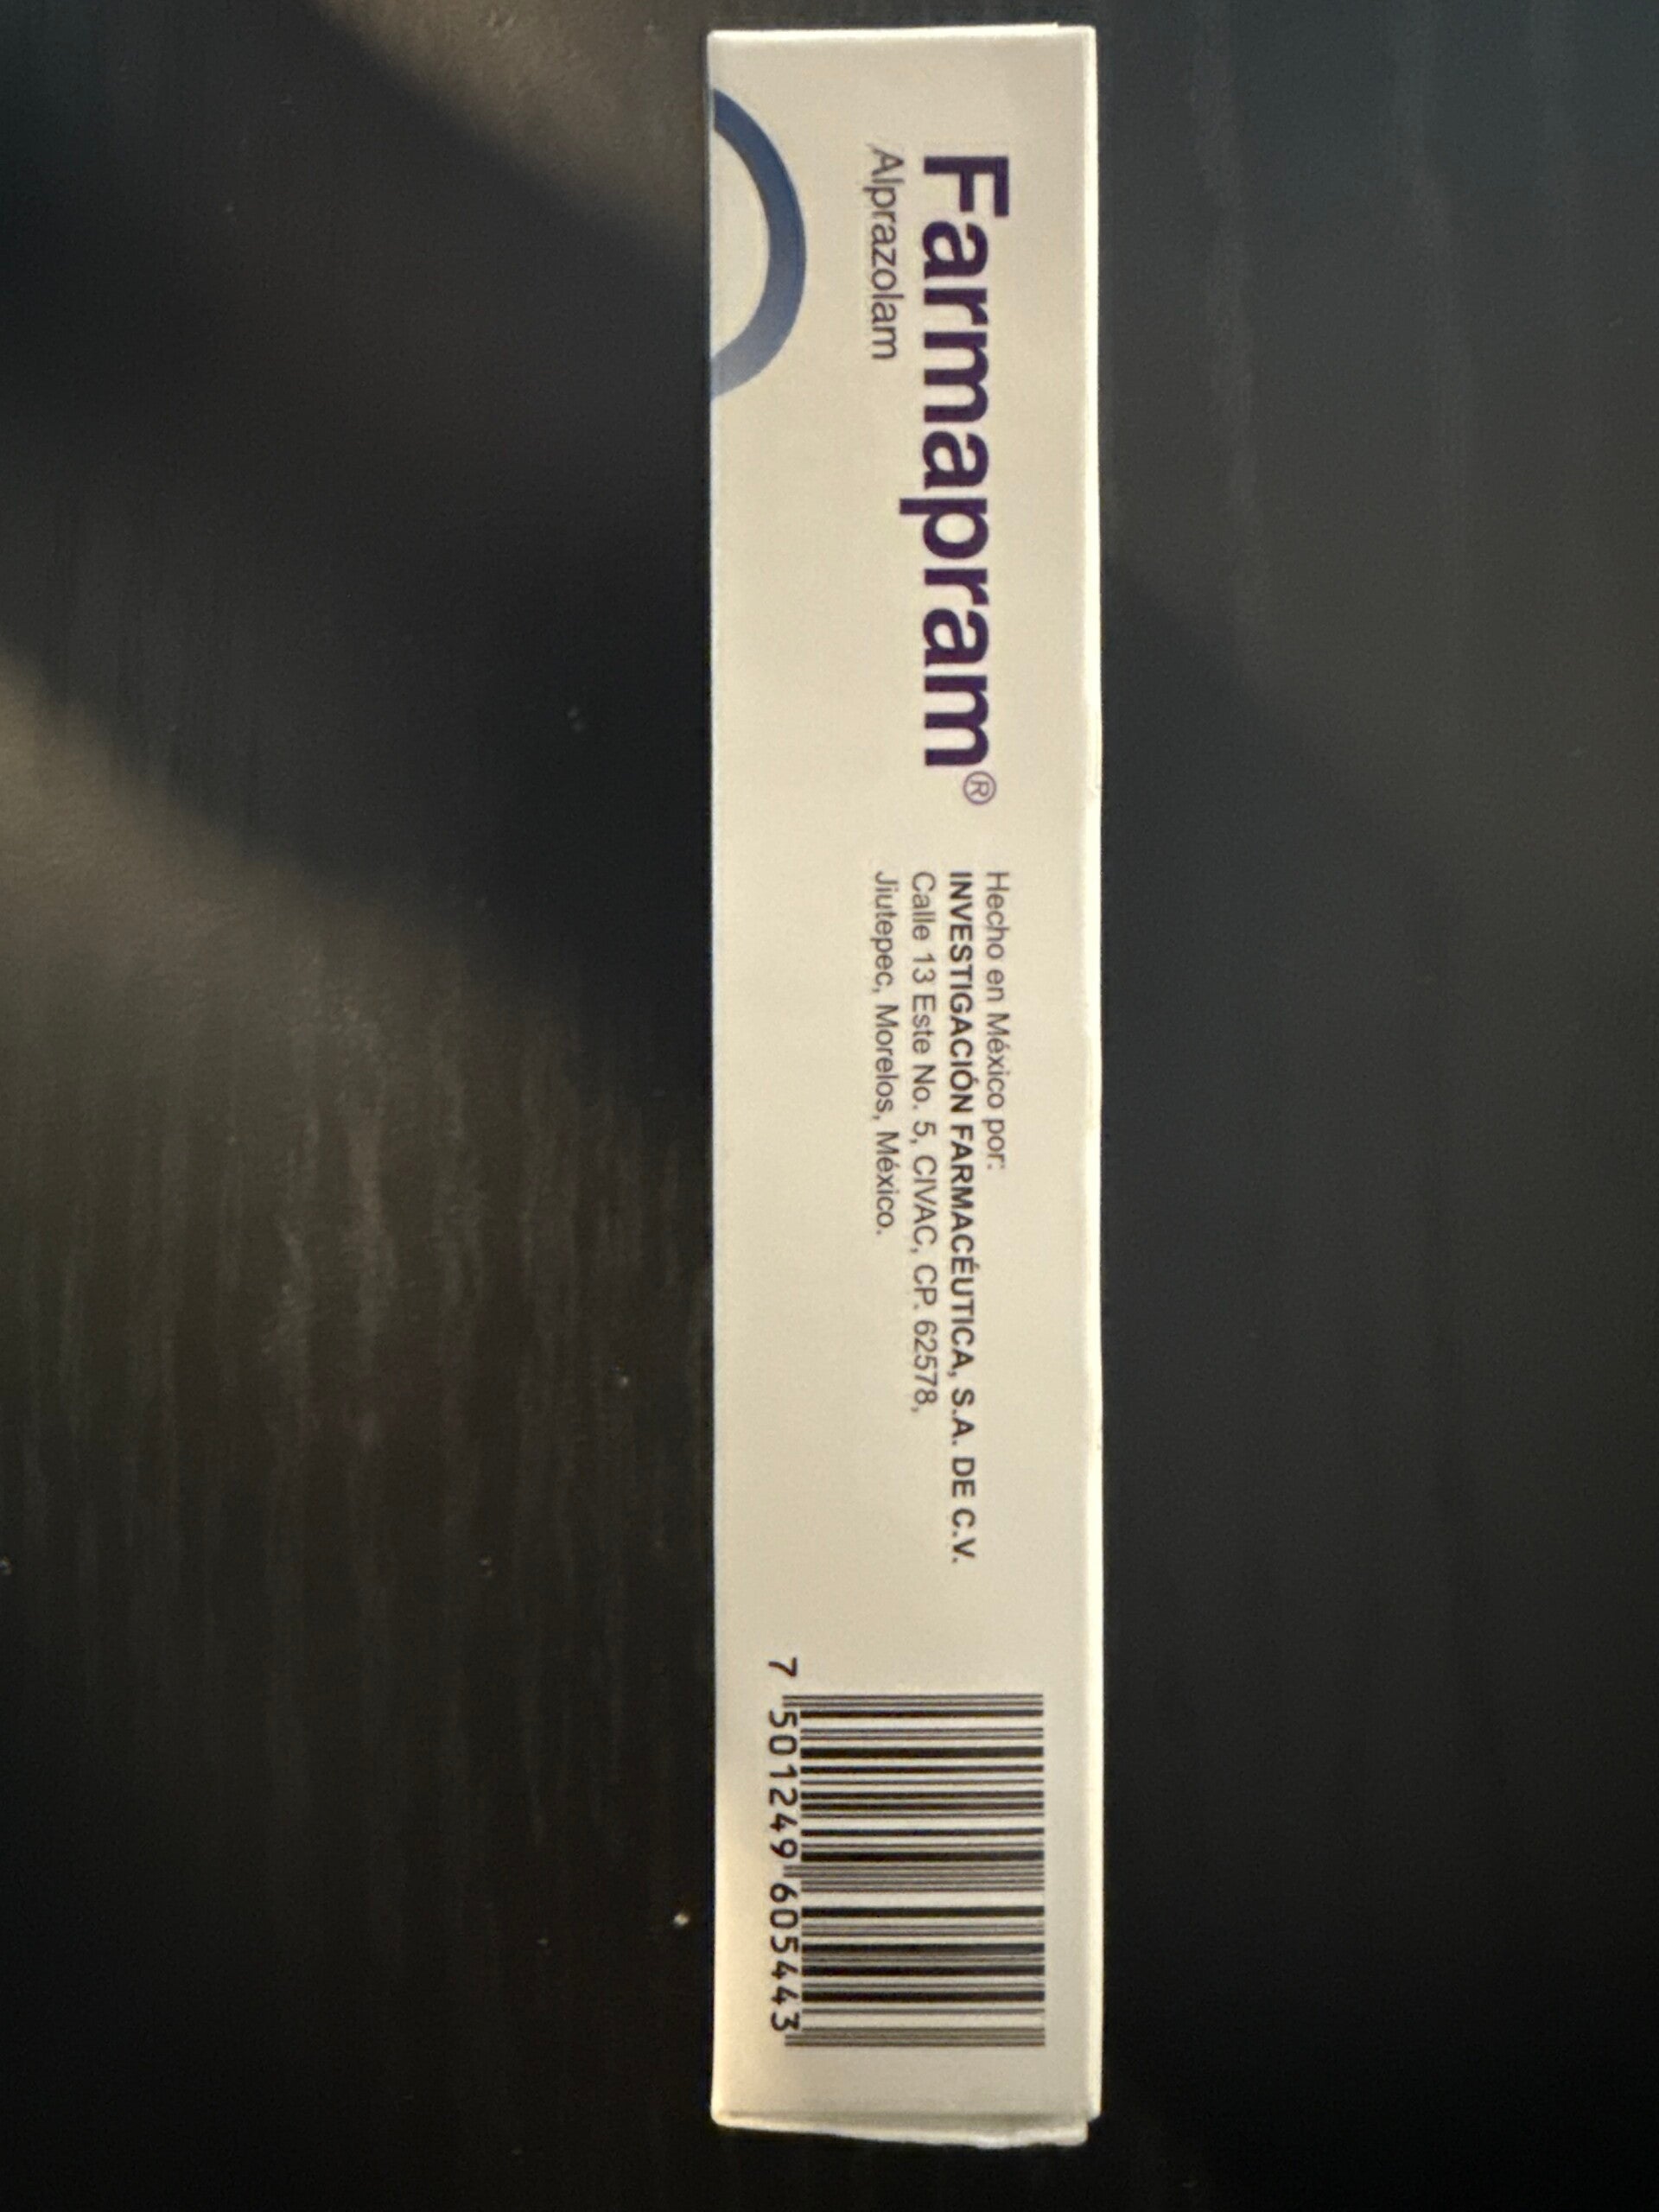 Farmapram®
Alprazolam
Hecho en México por:
INVESTIGACIÓN FARMACÉUTICA, S.A. DE C.V.
Calle 13 Este No. 5, CIVAC, CP. 62578,
Jiutepec, Morelos, México.
7 501249 605443